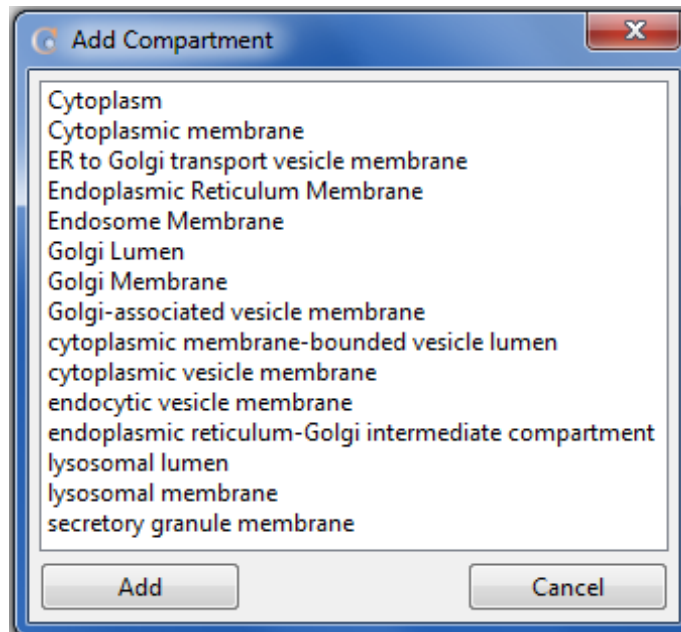 Add Compartment
Cytoplasm
Cytoplasmic membrane
ER to Golgi transport vesicle membrane
Endoplasmic Reticulum Membrane
Endosome Membrane
Golgi Lumen
Golgi Membrane
Golgi-associated vesicle membrane
cytoplasmic membrane-bounded vesicle lumen
cytoplasmic vesicle membrane
endocytic vesicle membrane
endoplasmic reticulum-Golgi intermediate compartment
lysosomal lumen
lysosomal membrane
secretory granule membrane
Add Cancel